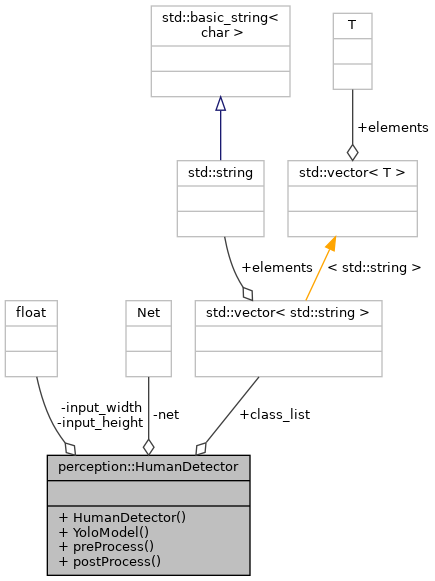 std::basic_string<
char >
T
+elements
std::string
std::vector< T >
+elements
< std::string >
float
Net
std::vector< std::string >
-input_width
-input_height
-net
+class_list
perception::HumanDetector
+ HumanDetector()
+ YoloModel()
+ preProcess()
+ postProcess()